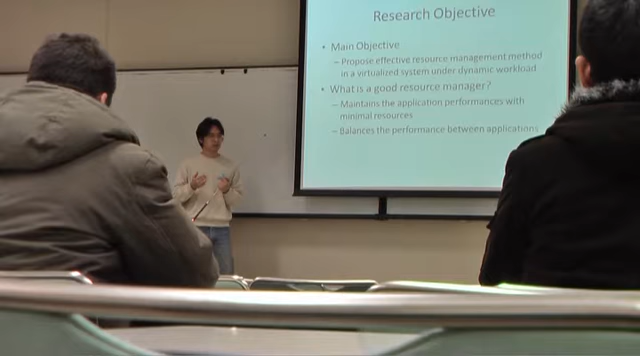 Research Objective
• Main Objective
– Propose effective resource management method
in a virtualized system under dynamic workload
• What is a good resource manager?
– Maintains the application performances with
minimal resources
– Balances the performance between applications